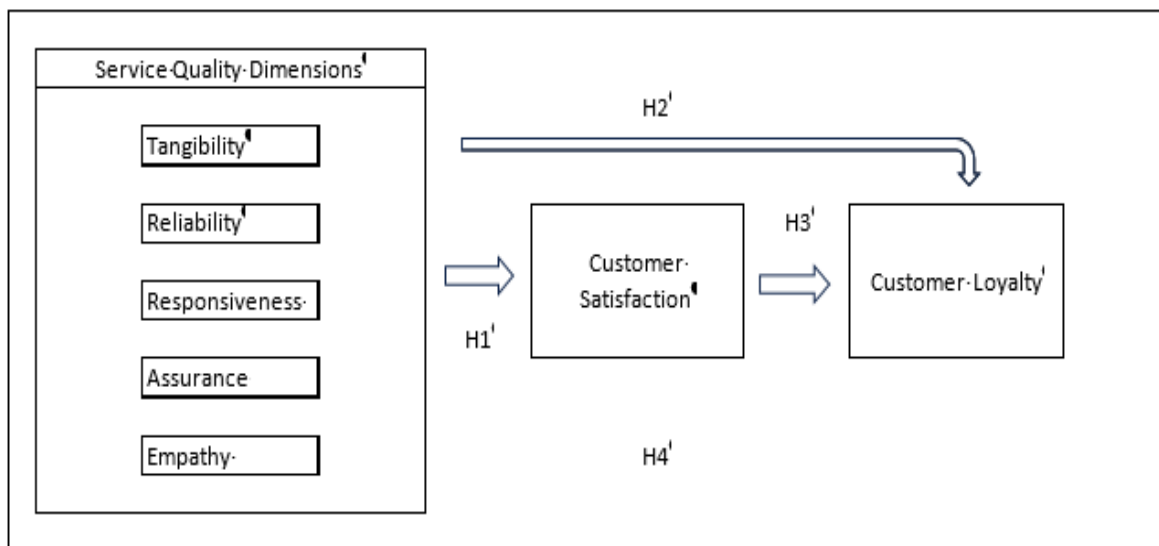 Service Quality Dimensions
Tangibility
Reliability
Responsiveness
Assurance
Empathy
H1
H2
Customer
Satisfaction
H3
Customer Loyalty
H4